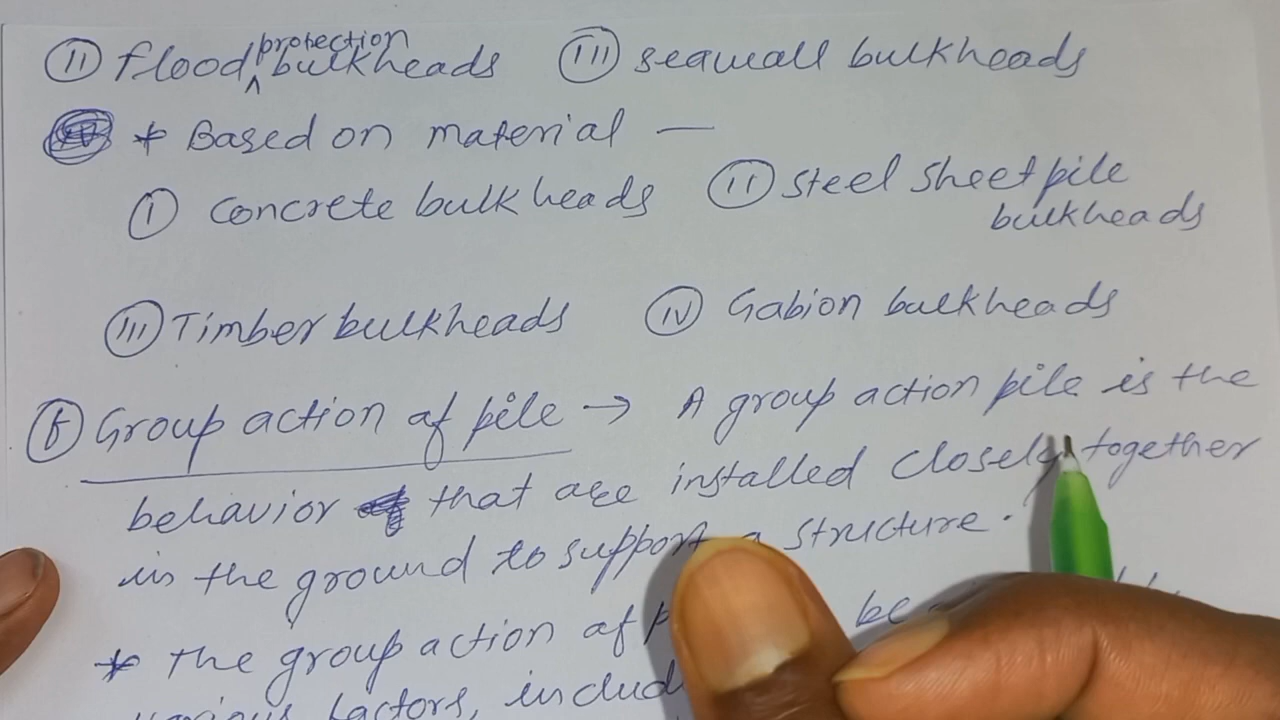 (II) flood protection bulkheads (III) seawall bulkheads
* Based on material —
(I) concrete bulkheads (II) steel sheet pile bulkheads
(III) Timber bulkheads (IV) Gabion bulkheads
(f) Group action of pile → A group action pile is the
behavior that are installed closely together
in the ground to support a structure.
* The group action of be
various factors,